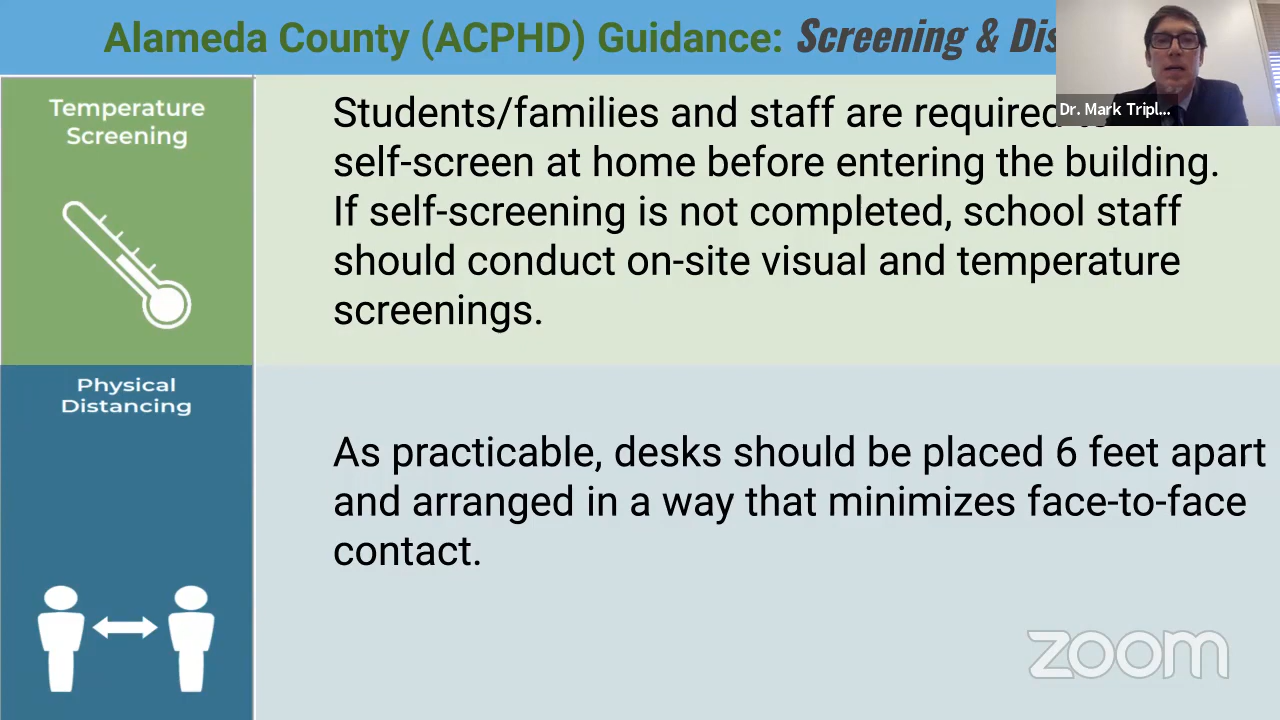 Alameda County (ACPHD) Guidance: Screening &
Dr. Mark Tripl...
Temperature
Screening
Students/families and staff are required
self-screen at home before entering the building.
If self-screening is not completed, school staff
should conduct on-site visual and temperature
screenings.
Physical
Distancing
As practicable, desks should be placed 6 feet apart
and arranged in a way that minimizes face-to-face
contact.
zoom